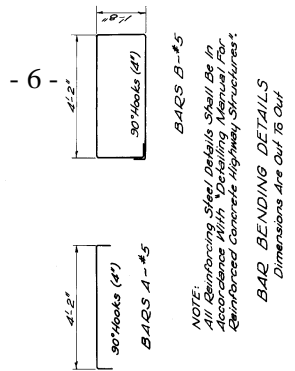 - 6 -
4'-2"
90° Hooks (4")
BARS A-#5
4'-2"
1'-8"
90° Hooks (4")
BARS B-#5
NOTE:
All Reinforcing Steel Details Shall Be In
Accordance With "Detailing Manual For
Reinforced Concrete Highway Structures".
BAR BENDING DETAILS
Dimensions Are Out To Out